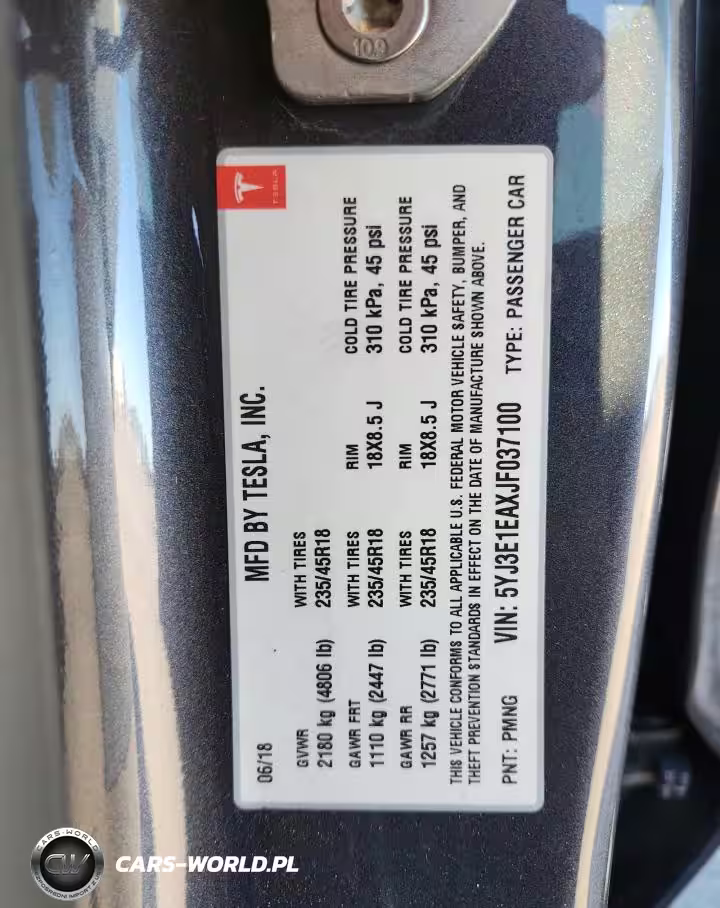 10.9
TESLA
MFD BY TESLA, INC.
06/18
GVWR WITH TIRES
2180 kg (4806 lb) 235/45R18
GAWR FRT WITH TIRES RIM COLD TIRE PRESSURE
1110 kg (2447 lb) 235/45R18 18X8.5 J 310 kPa, 45 psi
GAWR RR WITH TIRES RIM COLD TIRE PRESSURE
1257 kg (2771 lb) 235/45R18 18X8.5 J 310 kPa, 45 psi
THIS VEHICLE CONFORMS TO ALL APPLICABLE U.S. FEDERAL MOTOR VEHICLE SAFETY, BUMPER, AND
THEFT PREVENTION STANDARDS IN EFFECT ON THE DATE OF MANUFACTURE SHOWN ABOVE.
PNT: PMNG VIN: 5YJ3E1EAXJF037100 TYPE: PASSENGER CAR
CARS-WORLD
CW
CARS-WORLD.PL